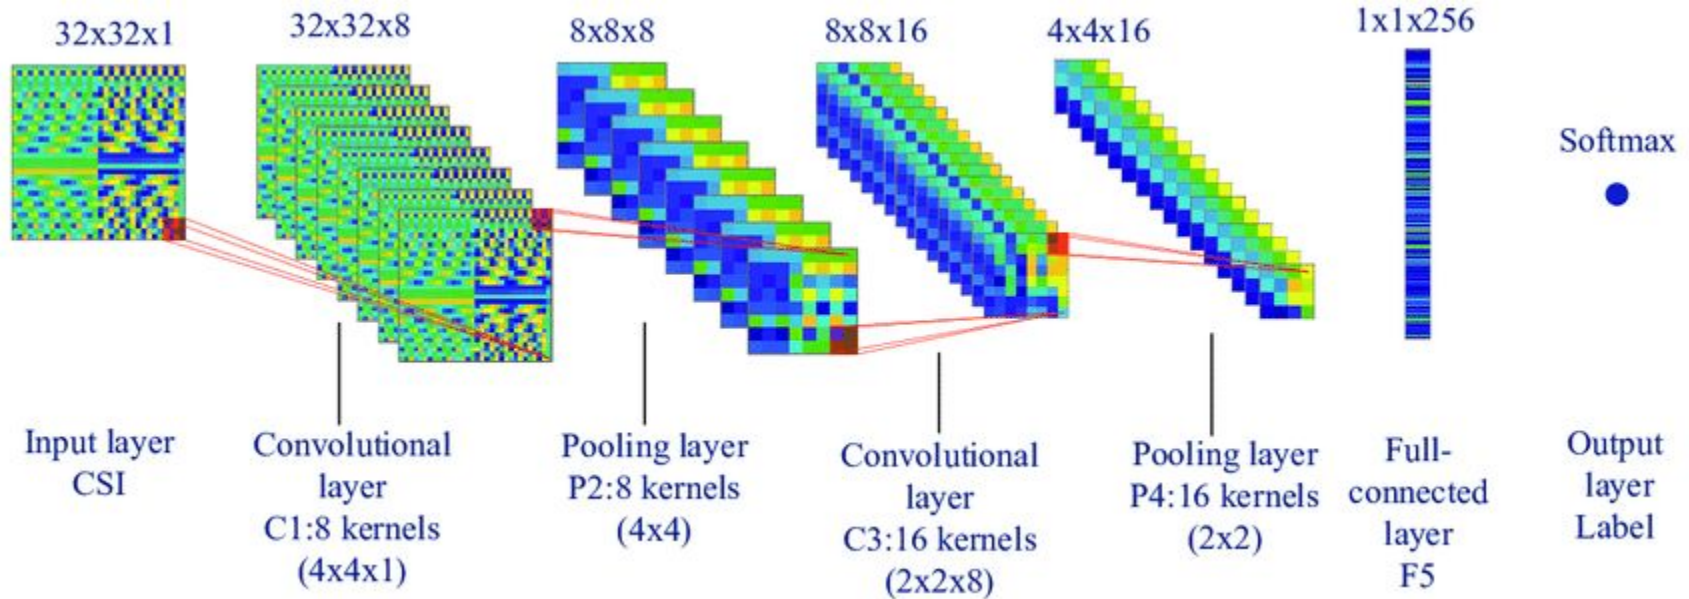 32x32x1
32x32x8
8x8x8
8x8x16
4x4x16
1x1x256
Softmax
Input layer
CSI
Convolutional
layer
C1:8 kernels
(4x4x1)
Pooling layer
P2:8 kernels
(4x4)
Convolutional
layer
C3:16 kernels
(2x2x8)
Pooling layer
P4:16 kernels
(2x2)
Full-
connected
layer
F5
Output
layer
Label